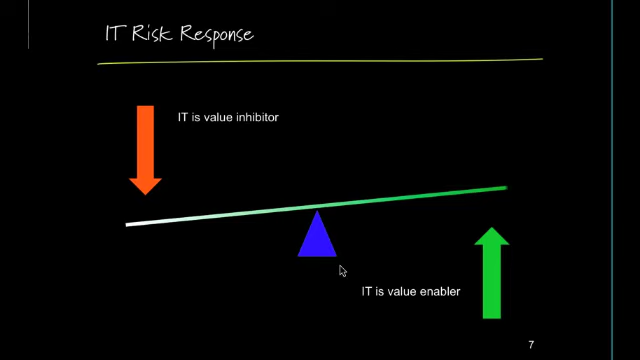 IT Risk Response
IT is value inhibitor
IT is value enabler
7